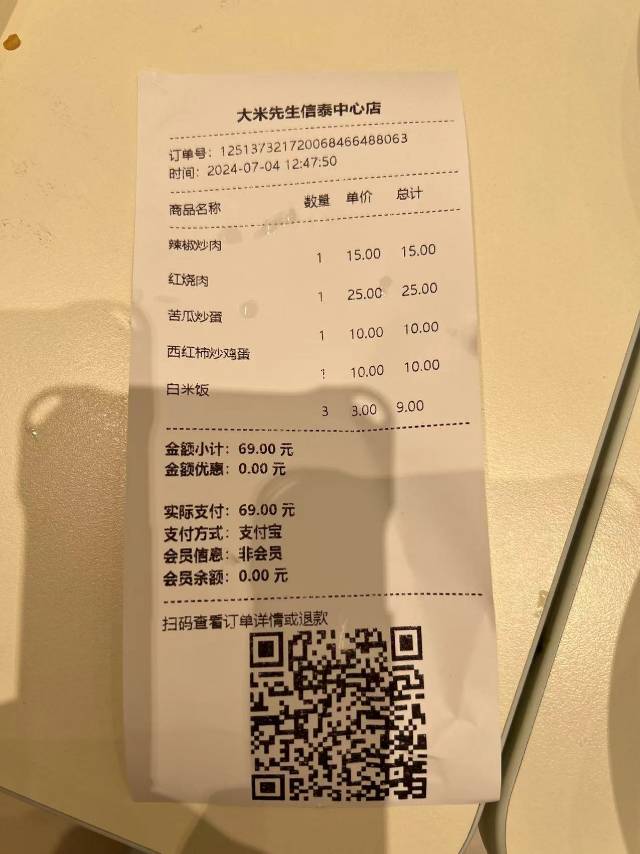 大米先生信泰中心店
订单号：1251373217200684664880​63
时间：2024-07-04 12:47:50
商品名称 数量 单价 总计
辣椒炒肉
1 15.00 15.00
红烧肉
1 25.00 25.00
苦瓜炒蛋
1 10.00 10.00
西红柿炒鸡蛋
1 10.00 10.00
白米饭
3 3.00 9.00
金额小计：69.00 元
金额优惠：0.00 元
实际支付：69.00 元
支付方式：支付宝
会员信息：非会员
会员余额：0.00 元
扫码查看订单详情或退款